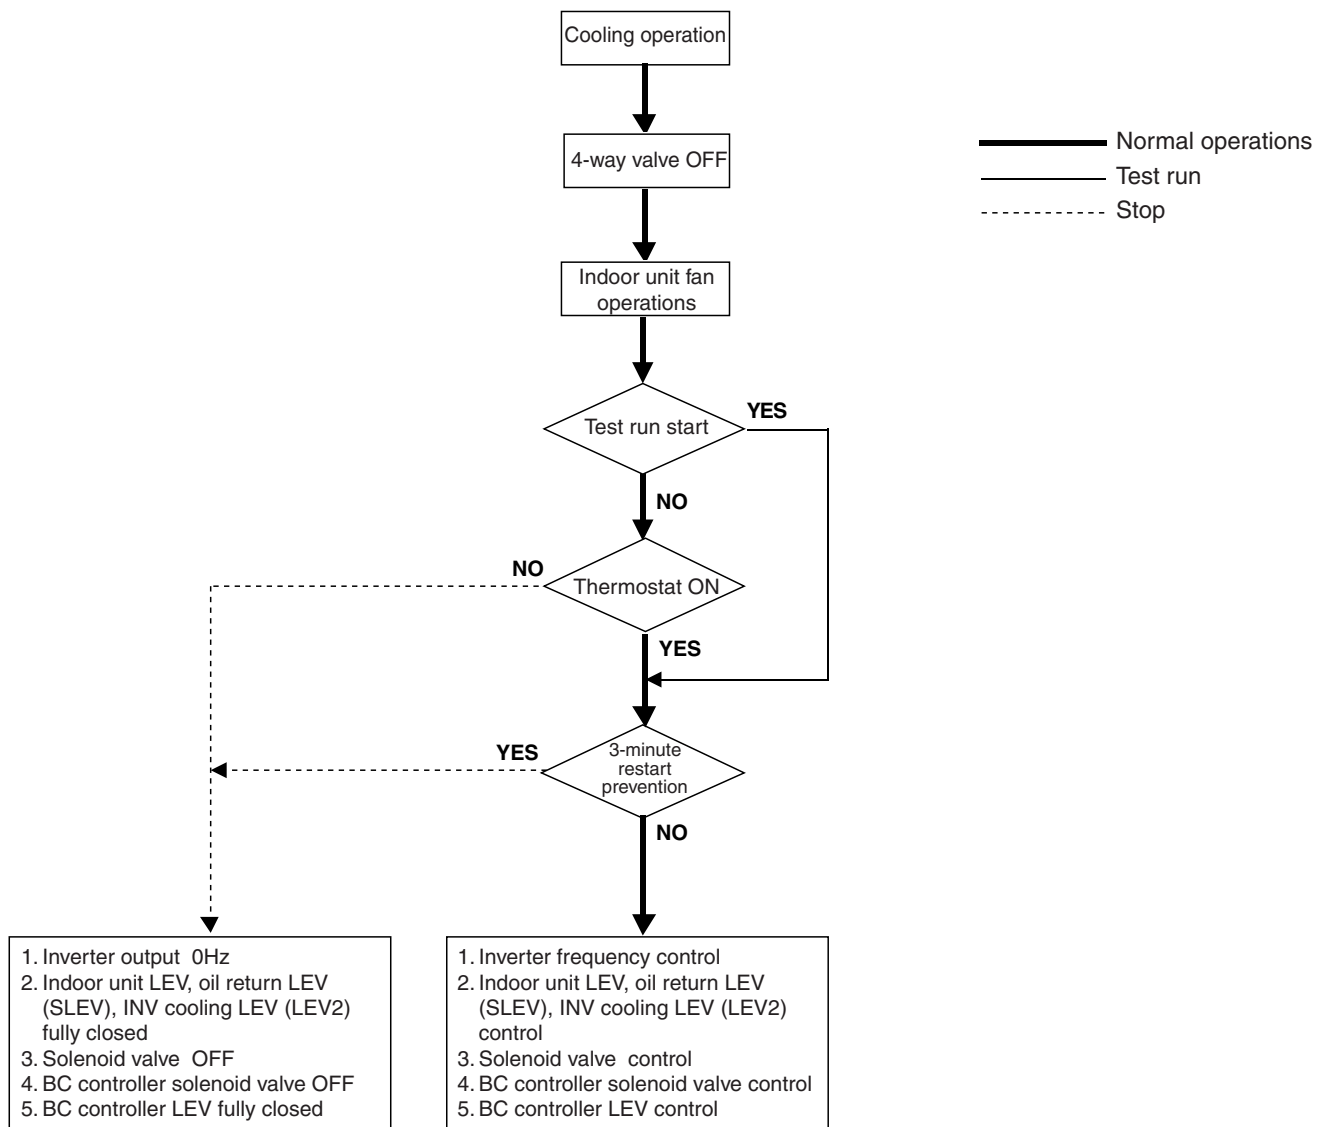 Cooling operation
Normal operations
4-way valve OFF
Test run
Stop
Indoor unit fan
operations
YES
Test run start
NO
NO
Thermostat ON
YES
YES
3-minute
restart
prevention
NO
1. Inverter output 0Hz
2. Indoor unit LEV, oil return LEV
(SLEV), INV cooling LEV (LEV2)
fully closed
3. Solenoid valve OFF
4. BC controller solenoid valve OFF
5. BC controller LEV fully closed
1. Inverter frequency control
2. Indoor unit LEV, oil return LEV
(SLEV), INV cooling LEV (LEV2)
control
3. Solenoid valve control
4. BC controller solenoid valve control
5. BC controller LEV control